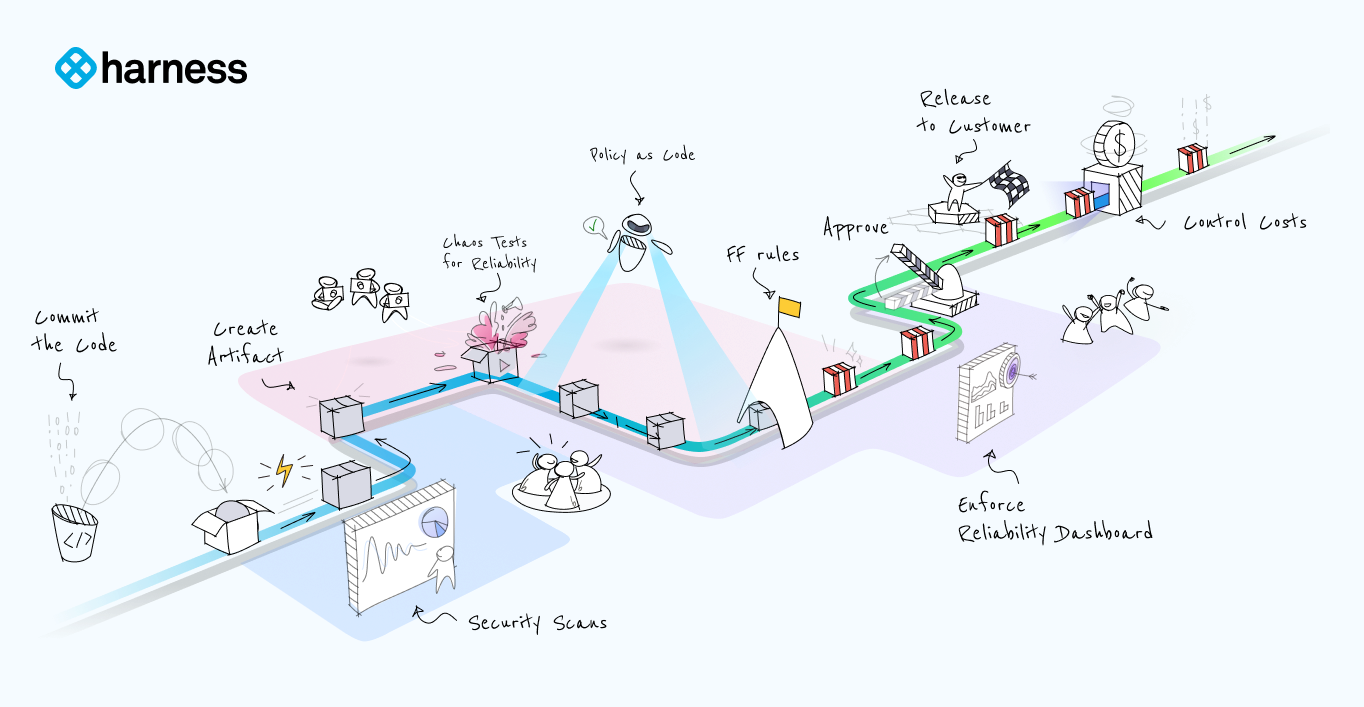 harness
Commit
the Code
</>
Create
Artifact
Security Scans
Chaos Tests
for Reliability
Policy as Code
FF rules
Approve
Release
to Customer
$
$
$
Control Costs
Enforce
Reliability Dashboard